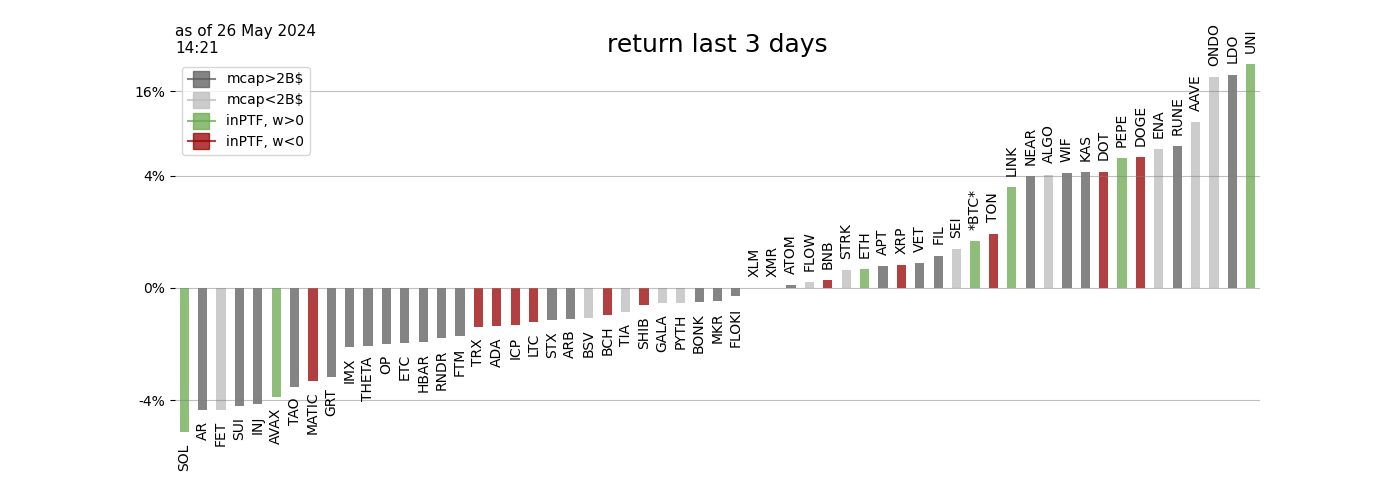 as of 26 May 2024
14:21
return last 3 days
mcap>2B$
mcap<2B$
inPTF, w>0
inPTF, w<0
16%
4%
0%
-4%
SOL
AR
FET
SUI
INJ
AVAX
TAO
MATIC
GRT
IMX
THETA
OP
ETC
HBAR
RNDR
FTM
TRX
ADA
ICP
LTC
STX
ARB
BSV
BCH
TIA
SHIB
GALA
PYTH
BONK
MKR
FLOKI
XLM
XMR
ATOM
FLOW
BNB
STRK
ETH
APT
XRP
VET
FIL
SEI
*BTC*
TON
LINK
NEAR
ALGO
WIF
KAS
DOT
PEPE
DOGE
ENA
RUNE
AAVE
ONDO
LDO
UNI